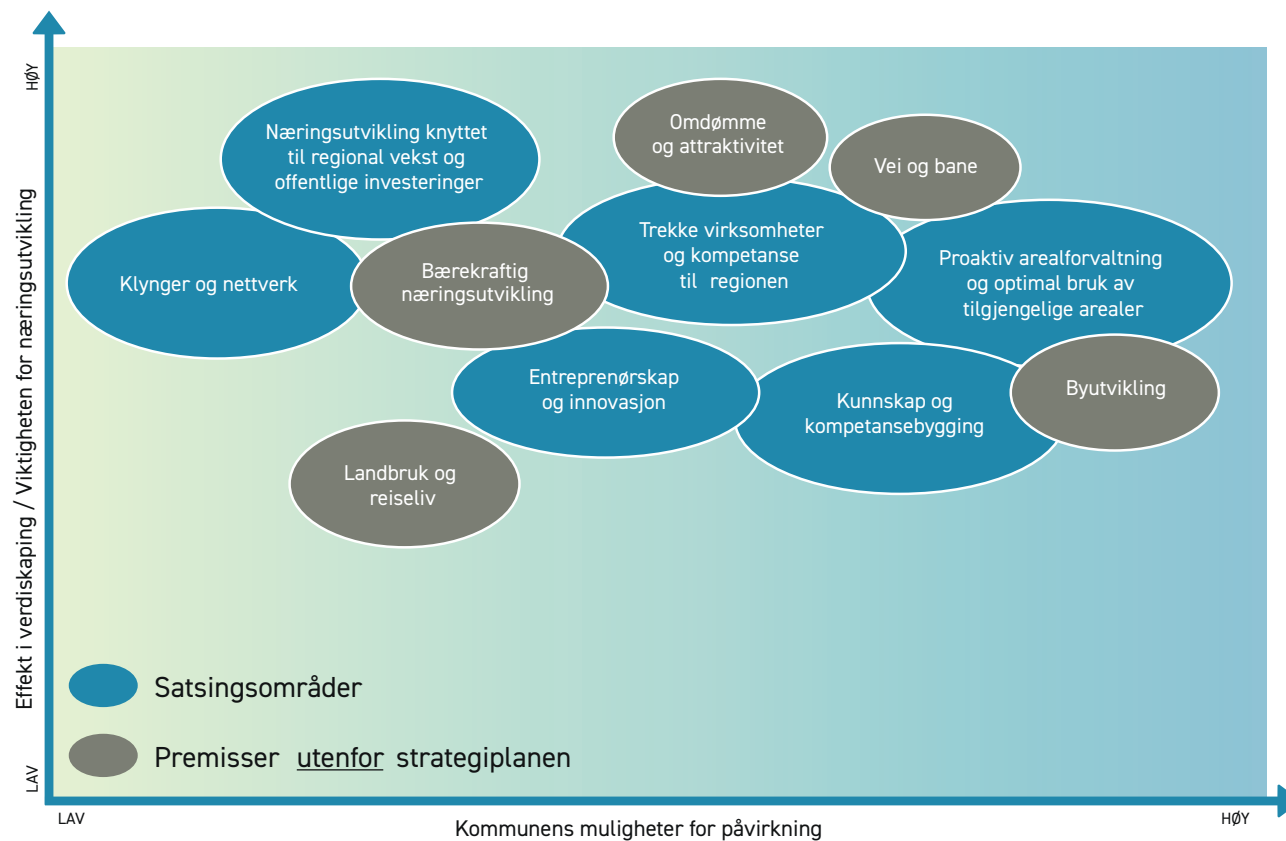 HØY
Effekt i verdiskaping / Viktigheten for næringsutvikling
LAV
Næringsutvikling knyttet
til regional vekst og
offentlige investeringer
Omdømme
og attraktivitet
Vei og bane
Klynger og nettverk
Bærekraftig
næringsutvikling
Trekke virksomheter
og kompetanse
til regionen
Proaktiv arealforvaltning
og optimal bruk av
tilgjengelige arealer
Entreprenørskap
og innovasjon
Kunnskap og
kompetansebygging
Byutvikling
Landbruk og
reiseliv
Satsingsområder
Premisser utenfor strategiplanen
LAV
Kommunens muligheter for påvirkning
HØY